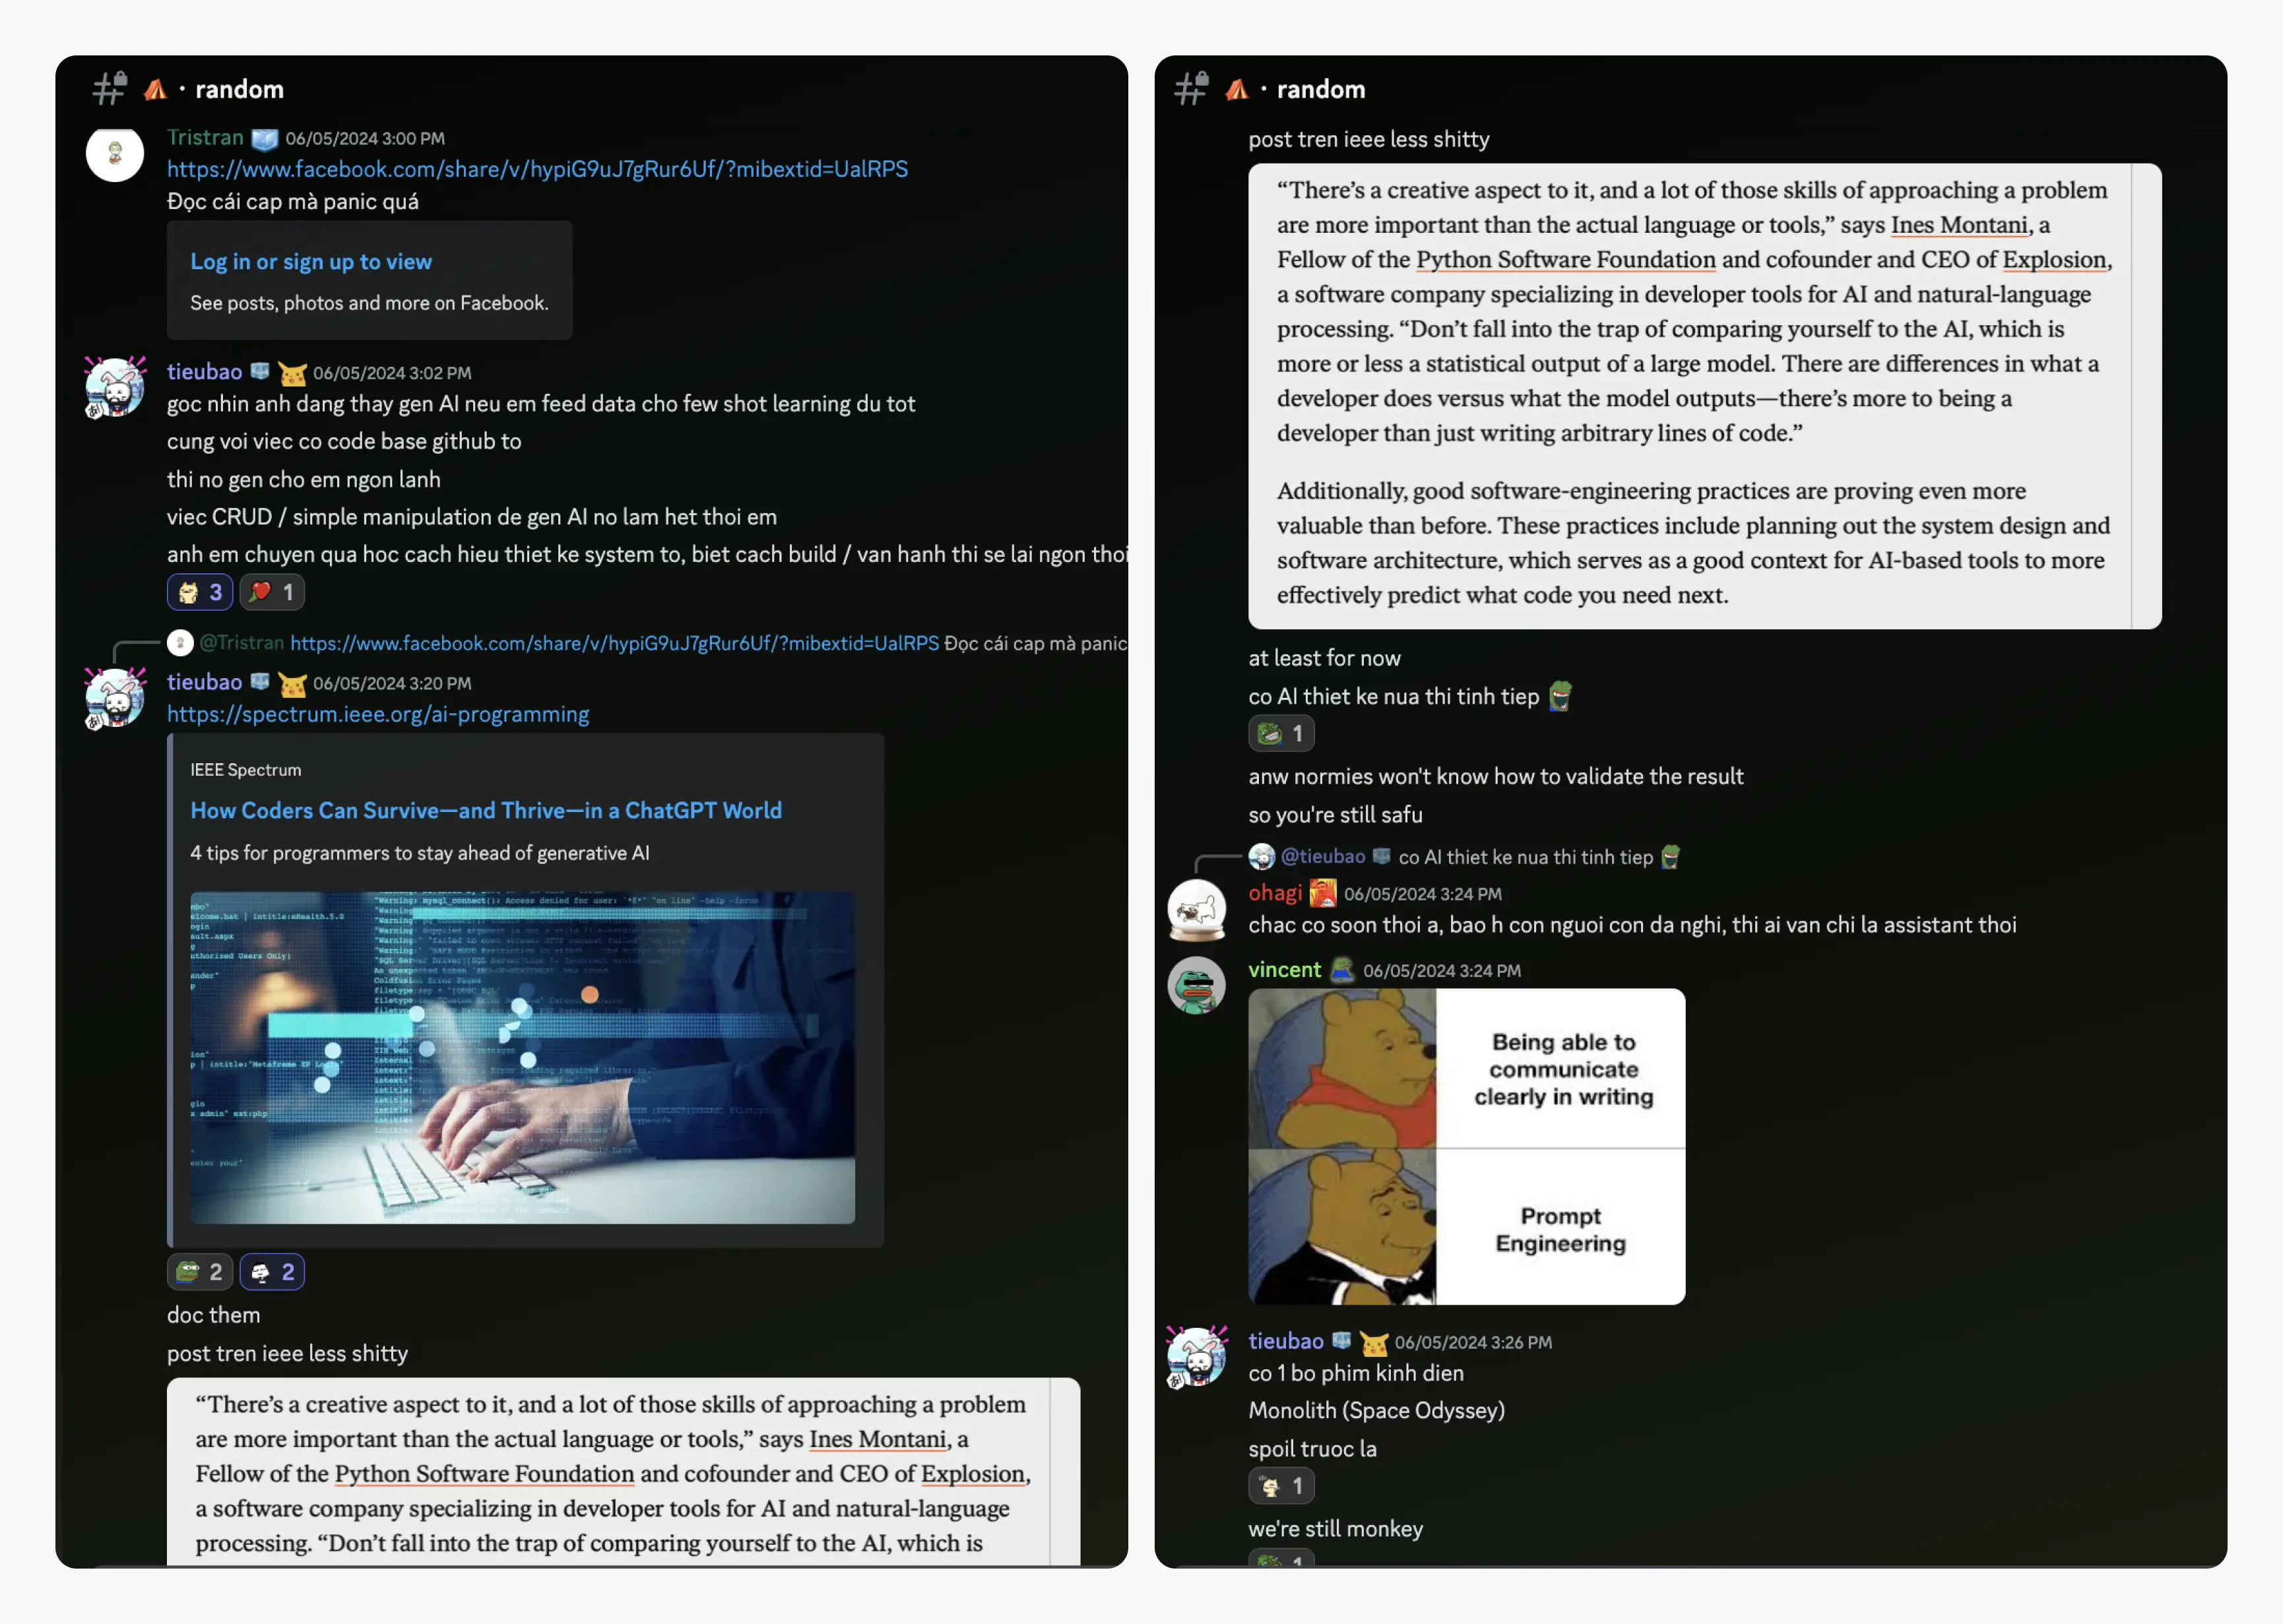 · random
Tristran 06/05/2024 3:00 PM
https://www.facebook.com/share/v/hypiG9uJ7gRur6Uf/?mibextid=UalRPS
Đọc cái cap mà panic quá
Log in or sign up to view
See posts, photos and more on Facebook.
tieubao 06/05/2024 3:02 PM
goc nhin anh dang thay gen AI neu em feed data cho few shot learning du tot
cung voi viec co code base github to
thi no gen cho em ngon lanh
viec CRUD / simple manipulation de gen AI no lam het thoi em
anh em chuyen qua hoc cach hieu thiet ke system to, biet cach build / van hanh thi se lai ngon thoi
3 1
@Tristran https://www.facebook.com/share/v/hypiG9uJ7gRur6Uf/?mibextid=UalRPS Đọc cái cap mà panic
tieubao 06/05/2024 3:20 PM
https://spectrum.ieee.org/ai-programming
IEEE Spectrum
How Coders Can Survive—and Thrive—in a ChatGPT World
4 tips for programmers to stay ahead of generative AI
2 2
doc them
post tren ieee less shitty
“There’s a creative aspect to it, and a lot of those skills of approaching a problem
are more important than the actual language or tools,” says Ines Montani, a
Fellow of the Python Software Foundation and cofounder and CEO of Explosion,
a software company specializing in developer tools for AI and natural-language
processing. “Don’t fall into the trap of comparing yourself to the AI, which is
· random
post tren ieee less shitty
“There’s a creative aspect to it, and a lot of those skills of approaching a problem
are more important than the actual language or tools,” says Ines Montani, a
Fellow of the Python Software Foundation and cofounder and CEO of Explosion,
a software company specializing in developer tools for AI and natural-language
processing. “Don’t fall into the trap of comparing yourself to the AI, which is
more or less a statistical output of a large model. There are differences in what a
developer does versus what the model outputs—there’s more to being a
developer than just writing arbitrary lines of code.”
Additionally, good software-engineering practices are proving even more
valuable than before. These practices include planning out the system design and
software architecture, which serves as a good context for AI-based tools to more
effectively predict what code you need next.
at least for now
co AI thiet ke nua thi tinh tiep
1
anw normies won't know how to validate the result
so you're still safu
@tieubao co AI thiet ke nua thi tinh tiep
ohagi 06/05/2024 3:24 PM
chac co soon thoi a, bao h con nguoi con da nghi, thi ai van chi la assistant thoi
vincent 06/05/2024 3:24 PM
Being able to
communicate
clearly in writing
Prompt
Engineering
tieubao 06/05/2024 3:26 PM
co 1 bo phim kinh dien
Monolith (Space Odyssey)
spoil truoc la
1
we're still monkey
1